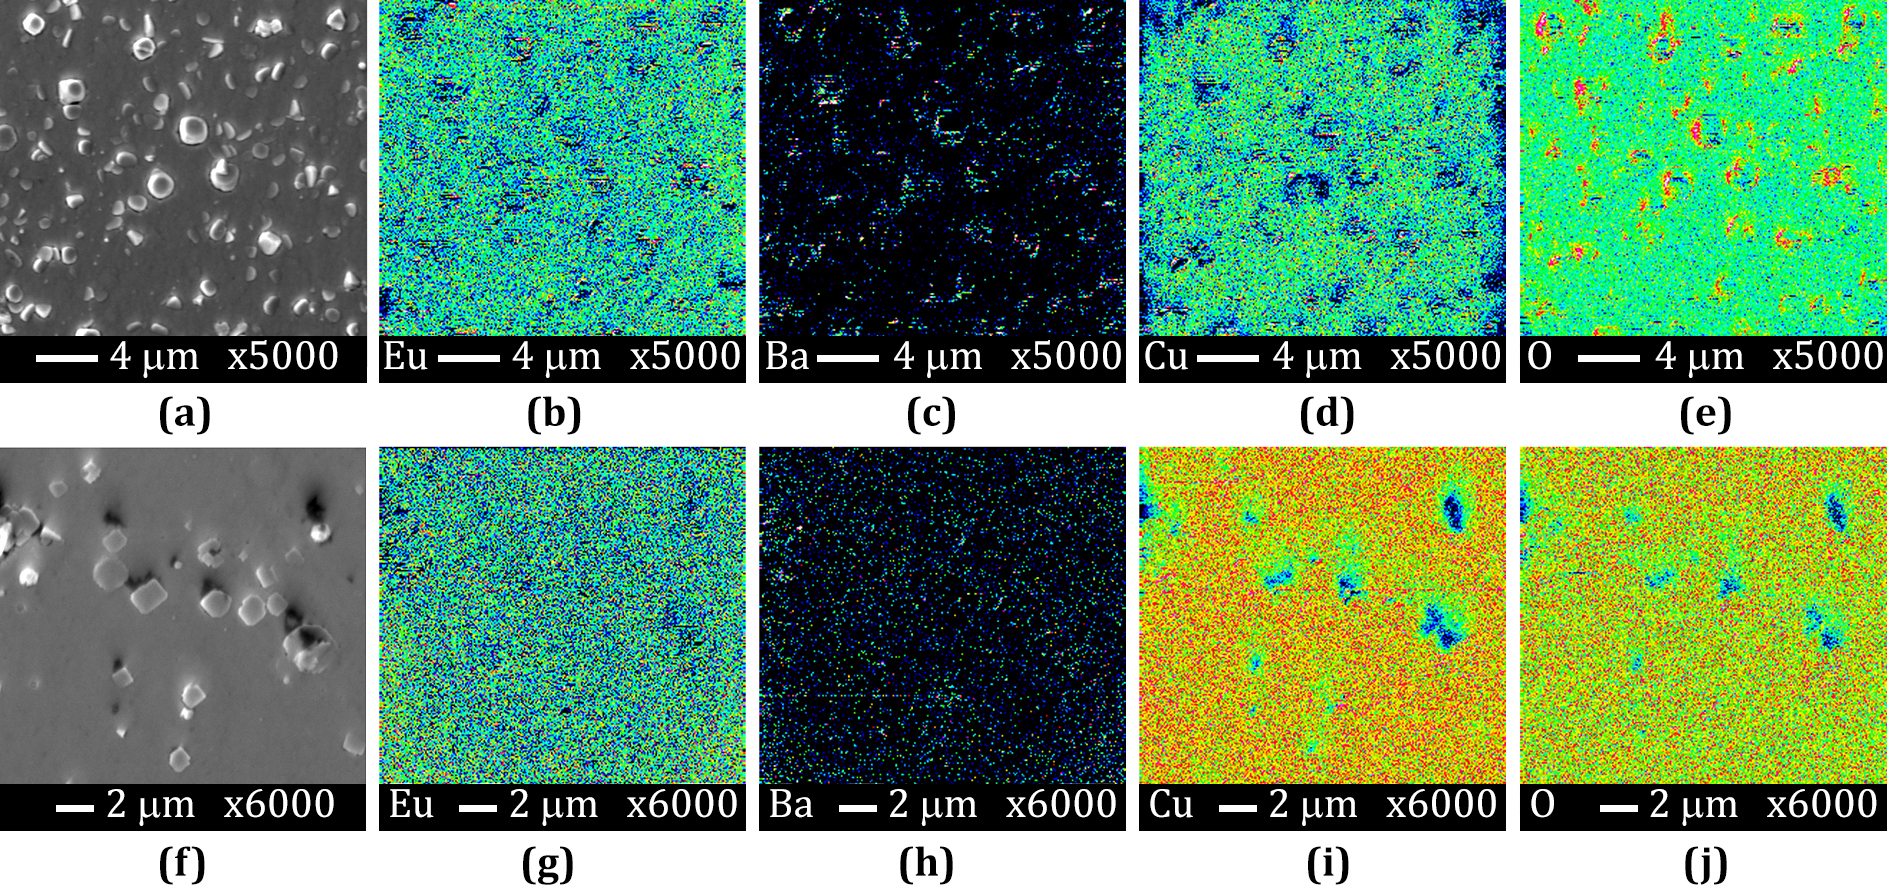 4 μm x5000
Eu 4 μm x5000
Ba 4 μm x5000
Cu 4 μm x5000
O 4 μm x5000
(a) (b) (c) (d) (e)
2 μm x6000
Eu 2 μm x6000
Ba 2 μm x6000
Cu 2 μm x6000
O 2 μm x6000
(f) (g) (h) (i) (j)